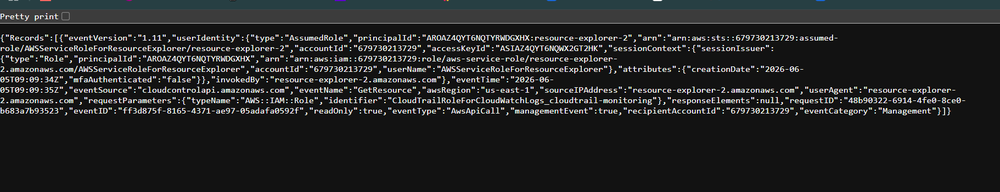 Pretty print
{"Records":[{"eventVersion":"1.11","userIdentity":{"type":"AssumedRole","principalId":"AROAZ4QYT6NQTYRWDGXHX:resource-explorer-2","arn":"arn:aws:sts::679730213729:assumed-
role/AWSServiceRoleForResourceExplorer/resource-explorer-2","accountId":"679730213729","accessKeyId":"ASIAZ4QYT6NQWX2GT2HK","sessionContext":{"sessionIssuer":
{"type":"Role","principalId":"AROAZ4QYT6NQTYRWDGXHX","arn":"arn:aws:iam::679730213729:role/aws-service-role/resource-explorer-
2.amazonaws.com/AWSServiceRoleForResourceExplorer","accountId":"679730213729","userName":"AWSServiceRoleForResourceExplorer"},"attributes":{"creationDate":"2026-06-
05T09:09:34Z","mfaAuthenticated":"false"}},"invokedBy":"resource-explorer-2.amazonaws.com"},"eventTime":"2026-06-
05T09:09:35Z","eventSource":"cloudcontrolapi.amazonaws.com","eventName":"GetResource","awsRegion":"us-east-1","sourceIPAddress":"resource-explorer-2.amazonaws.com","userAgent":"resource-explorer-
2.amazonaws.com","requestParameters":{"typeName":"AWS::IAM::Role","identifier":"CloudTrailRoleForCloudWatchLogs_cloudtrail-monitoring"},"responseElements":null,"requestID":"48b90322-6914-4fe0-8ce0-
b683a7b93523","eventID":"ff3d875f-8165-4371-ae97-05adafa0592f","readOnly":true,"eventType":"AwsApiCall","managementEvent":true,"recipientAccountId":"679730213729","eventCategory":"Management"}]}